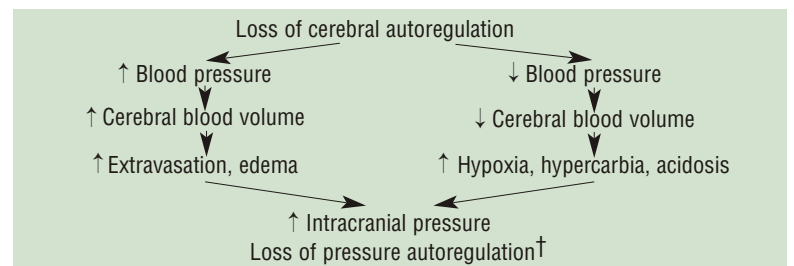 Loss of cerebral autoregulation
↑ Blood pressure
↓ Blood pressure
↑ Cerebral blood volume
↓ Cerebral blood volume
↑ Extravasation, edema
↑ Hypoxia, hypercarbia, acidosis
↑ Intracranial pressure
Loss of pressure autoregulation†